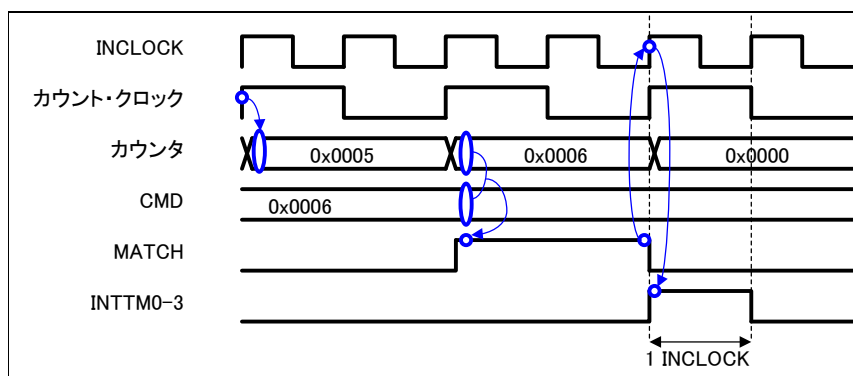 INCLOCK
カウント・クロック
カウンタ
0x0005
0x0006
0x0000
CMD
0x0006
MATCH
INTTM0-3
1 INCLOCK